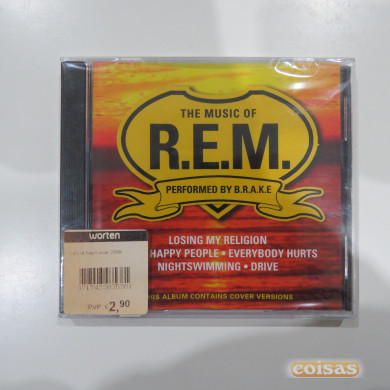 THE MUSIC OF
R.E.M.
PERFORMED BY B.R.A.K.E
LOSING MY RELIGION
HAPPY PEOPLE • EVERYBODY HURTS
NIGHTSWIMMING • DRIVE
ALBUM CONTAINS COVER VERSIONS
worten
PVP € 2,90
coisas